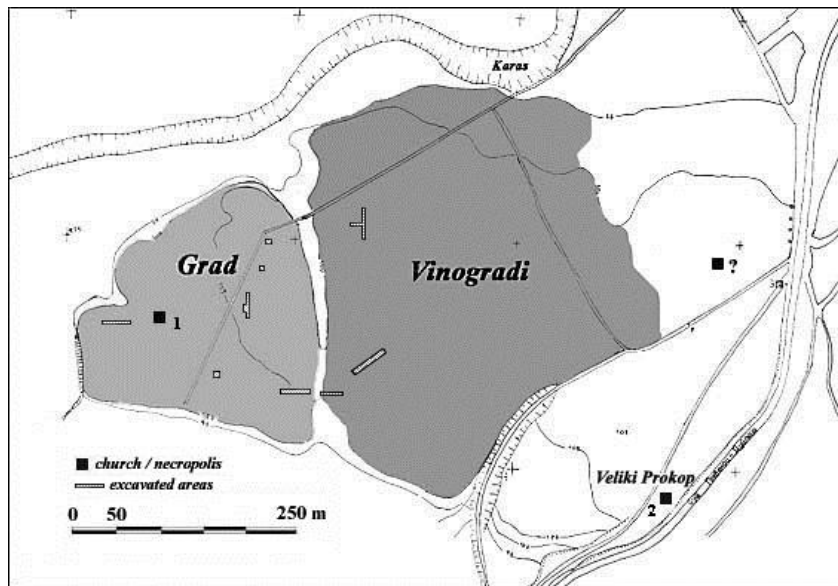 Karas
Grad
Vinogradi
?
1
church / necropolis
excavated areas
0 50 250 m
Veliki Prokop
2